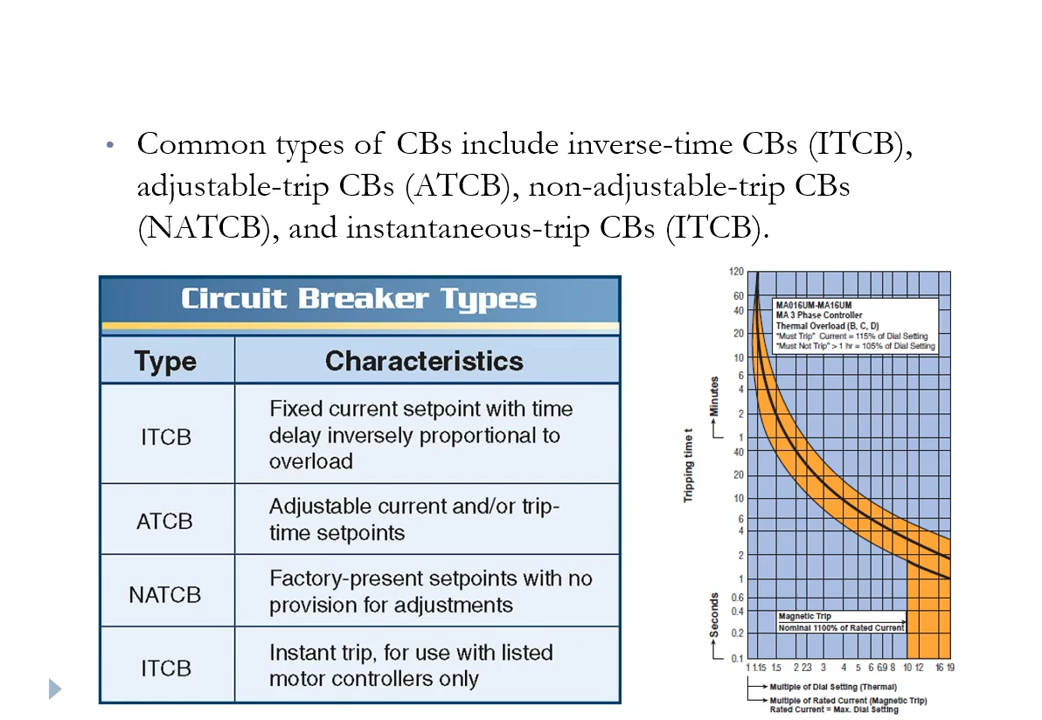 • Common types of CBs include inverse-time CBs (ITCB),
adjustable-trip CBs (ATCB), non-adjustable-trip CBs
(NATCB), and instantaneous-trip CBs (ITCB).
Circuit Breaker Types
Type Characteristics
ITCB Fixed current setpoint with time
delay inversely proportional to
overload
ATCB Adjustable current and/or trip-
time setpoints
NATCB Factory-present setpoints with no
provision for adjustments
ITCB Instant trip, for use with listed
motor controllers only
MA016UM-MA16UM
MA 3 Phase Controller
Thermal Overload (B, C, D)
"Must Trip" Current = 115% of Dial Setting
"Must Not Trip" > 1 hr = 105% of Dial Setting
Tripping time t
Minutes
Seconds
120
60
40
20
10
6
4
2
1
40
20
10
6
4
2
1
0.6
0.4
0.2
0.1
Magnetic Trip
Nominal 1100% of Rated Current
1 1.15 1.5 2 2.3 3 4 5 6 6.9 8 10 12 16 19
Multiple of Dial Setting (Thermal)
Multiple of Rated Current (Magnetic Trip)
Rated Current = Max. Dial Setting